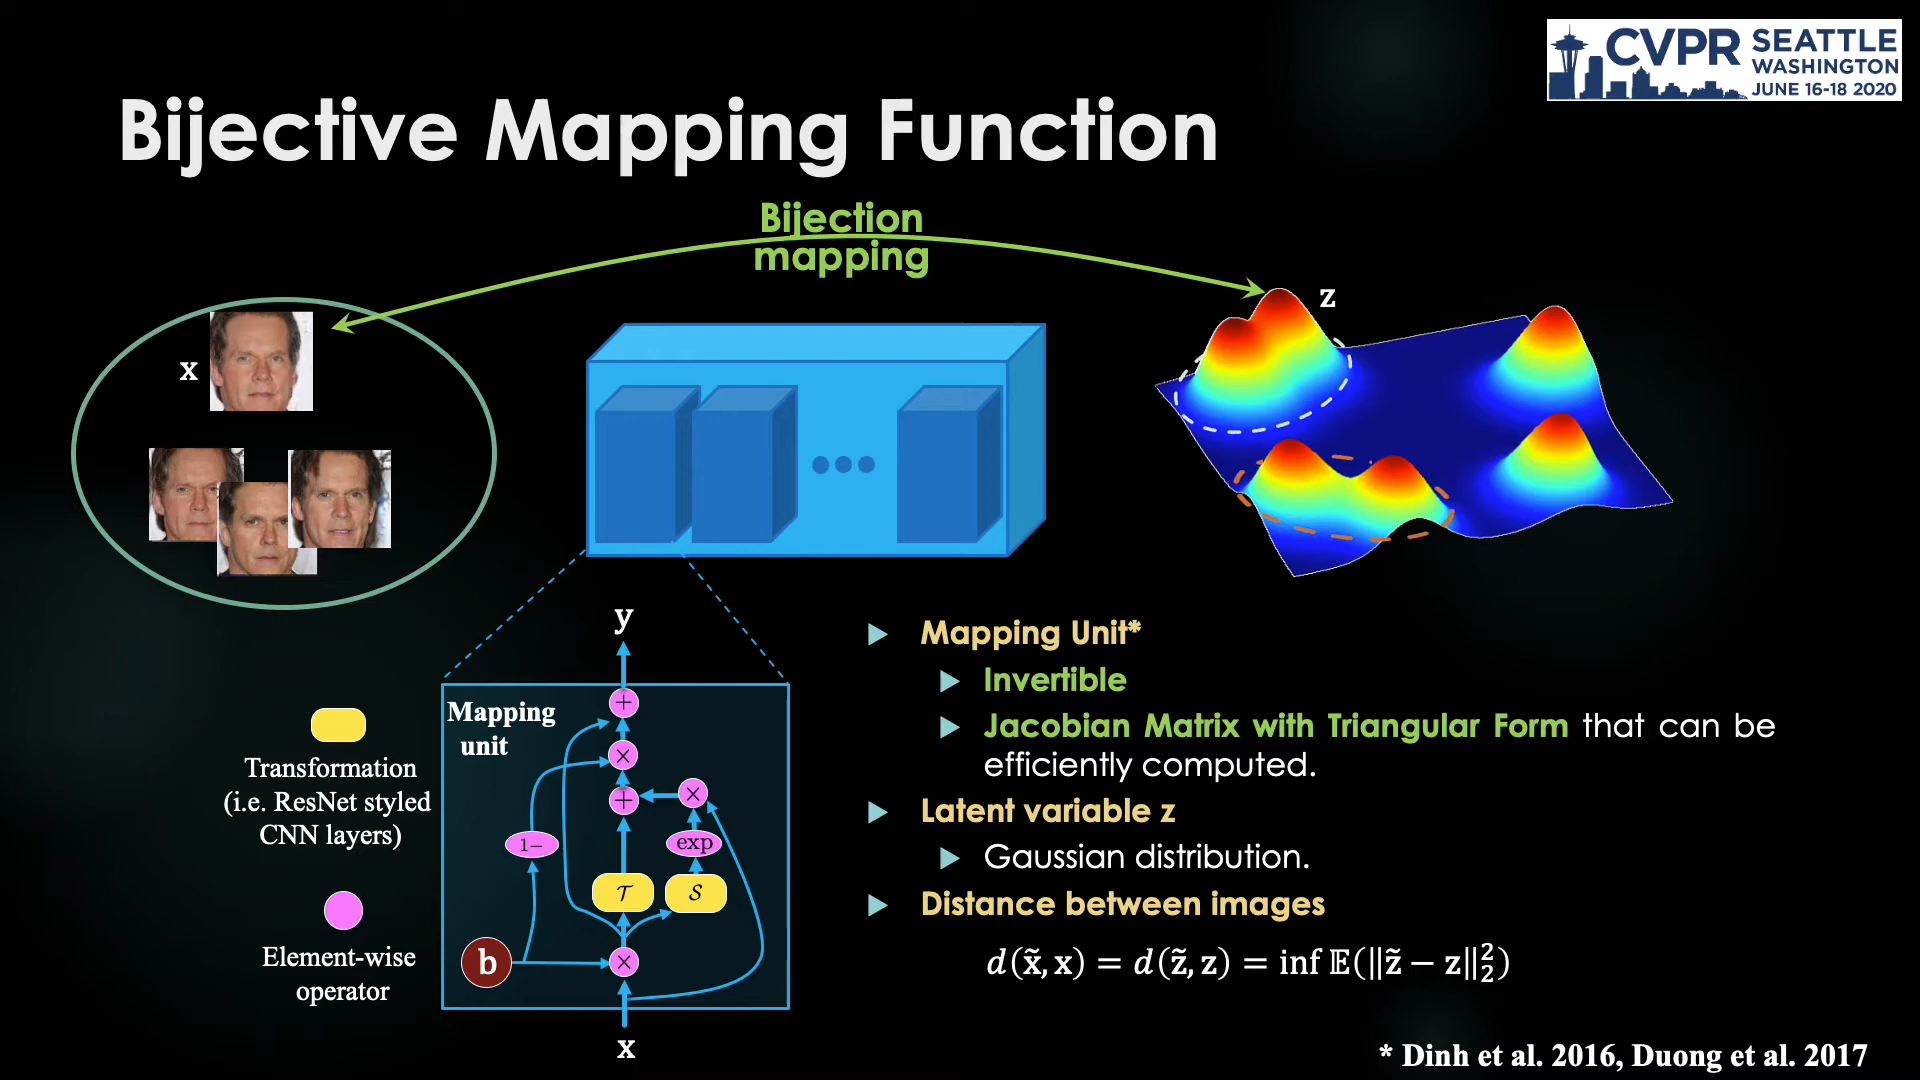 CVPR SEATTLE
WASHINGTON
JUNE 16-18 2020
Bijective Mapping Function
Bijection
mapping
x
z
y
Mapping
unit
+
×
+
×
1−
exp
𝒯
𝒮
b
×
x
Transformation
(i.e. ResNet styled
CNN layers)
Element-wise
operator
Mapping Unit*
Invertible
Jacobian Matrix with Triangular Form that can be
efficiently computed.
Latent variable z
Gaussian distribution.
Distance between images
d(x̃, x) = d(z̃, z) = inf 𝔼(‖z̃ − z‖₂²)
* Dinh et al. 2016, Duong et al. 2017